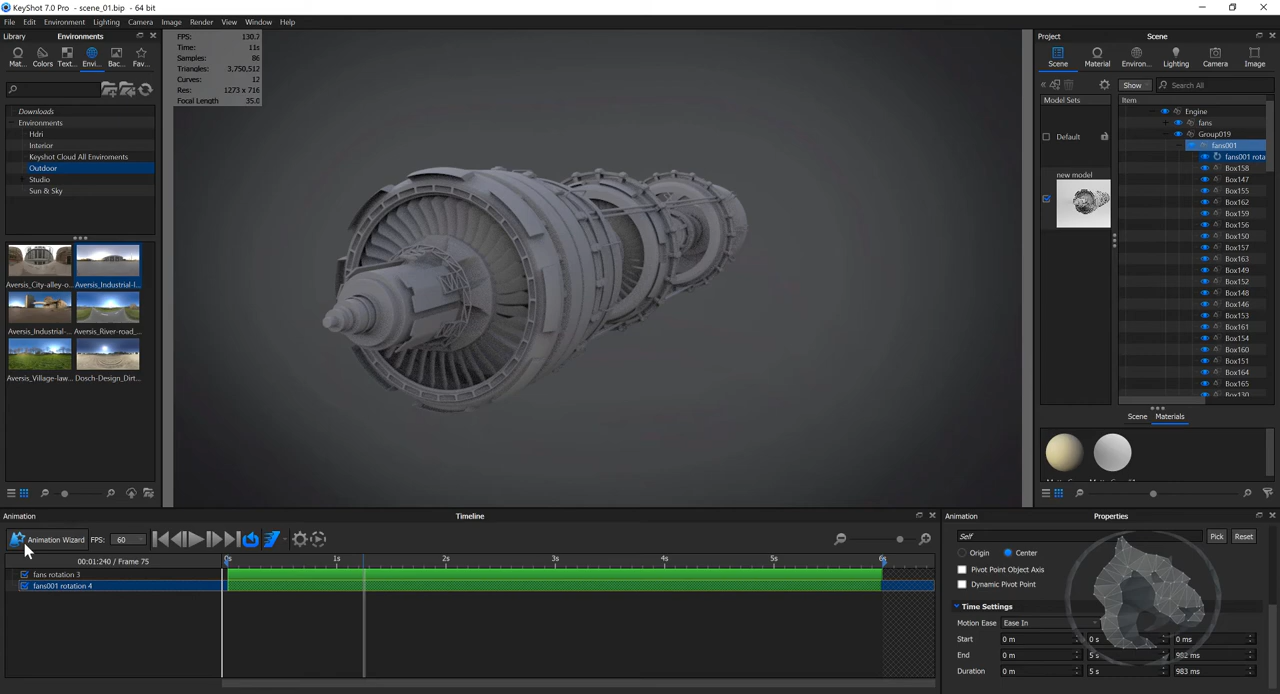 KeyShot 7.0 Pro - scene_01.bip - 64 bit
File Edit Environment Lighting Camera Image Render View Window Help
Library Environments
Mat... Colors Text... Envi... Bac... Fav...
Downloads
Environments
Hdri
Interior
Keyshot Cloud All Enviroments
Outdoor
Studio
Sun & Sky
Aversis_City-alley-o... Aversis_Industrial-l...
Aversis_Industrial-... Aversis_River-road_...
Aversis_Village-law... Dosch-Design_Dirt...
FPS: 130.7
Time: 11s
Samples: 86
Triangles: 3,750,512
Curves: 12
Res: 1273 x 716
Focal Length 35.0
Project Scene
Scene Material Environ... Lighting Camera Image
Show Search All
Model Sets
Default
new model
Item
Engine
fans
Group019
fans001
fans001 rota
Box158
Box147
Box155
Box162
Box159
Box156
Box150
Box157
Box163
Box149
Box152
Box148
Box146
Box153
Box161
Box154
Box160
Box151
Box164
Box165
Box130
Scene Materials
Animation Timeline
Animation Wizard FPS: 60
00:01:240 / Frame 75
0s 1s 2s 3s 4s 5s 6s
fans rotation 3
fans001 rotation 4
Animation Properties
Self Pick Reset
Origin Center
Pivot Point Object Axis
Dynamic Pivot Point
Time Settings
Motion Ease Ease In
Start 0 m 0 s 0 ms
End 0 m 5 s 982 ms
Duration 0 m 5 s 983 ms